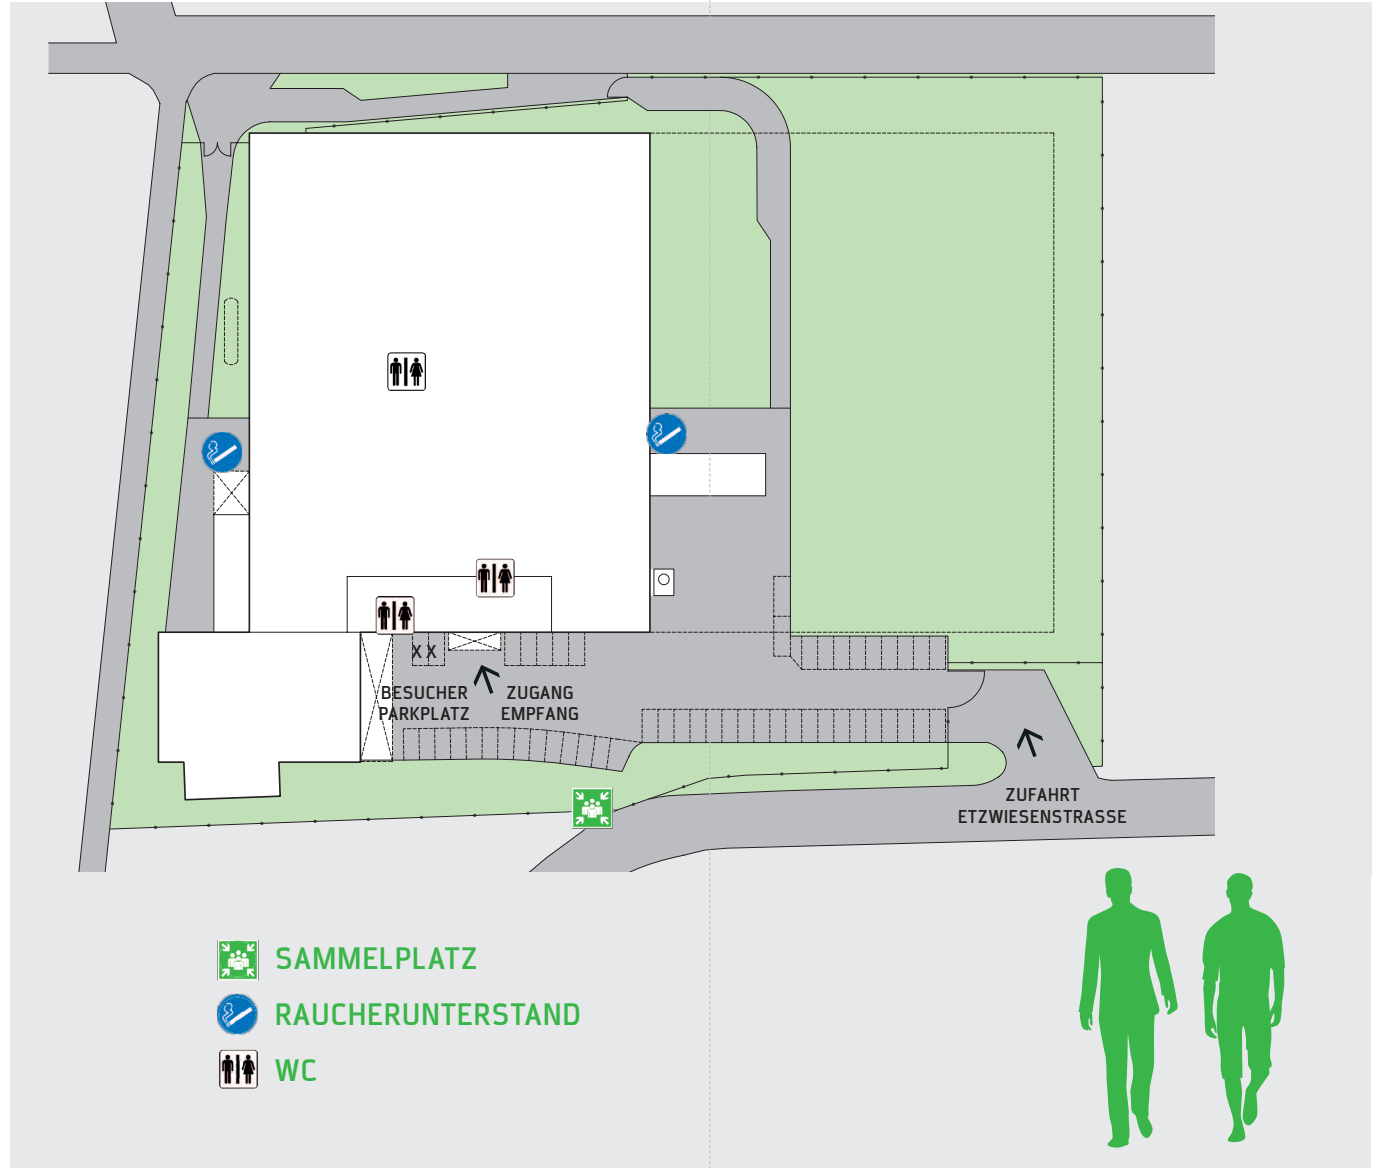 X X
BESUCHER
PARKPLATZ
ZUGANG
EMPFANG
ZUFAHRT
ETZWIESENSTRASSE
SAMMELPLATZ
RAUCHERUNTERSTAND
WC